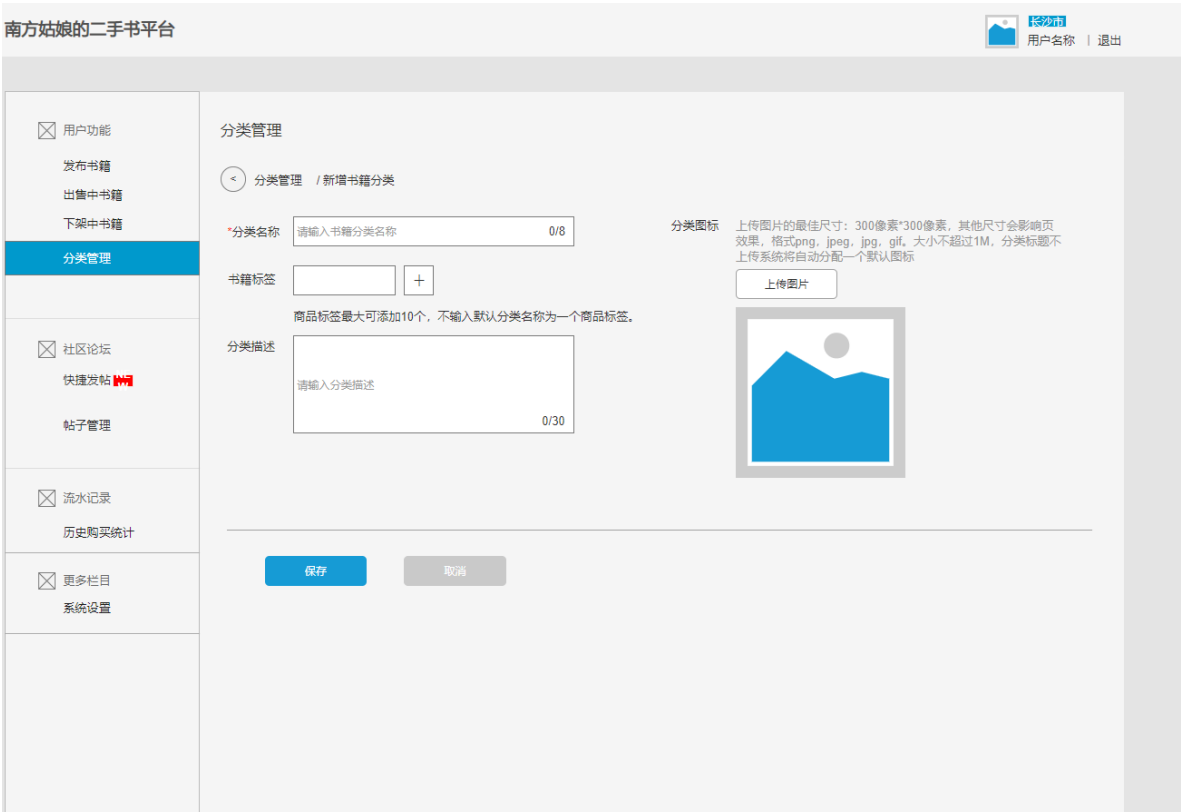 南方姑娘的二手书平台
长沙市
用户名称 | 退出
用户功能
发布书籍
出售中书籍
下架中书籍
分类管理
社区论坛
快捷发帖
帖子管理
流水记录
历史购买统计
更多栏目
系统设置
分类管理
< 分类管理 / 新增书籍分类
*分类名称 请输入书籍分类名称 0/8
书籍标签 +
商品标签最大可添加10个，不输入默认分类名称为一个商品标签。
分类描述 请输入分类描述
0/30
分类图标 上传图片的最佳尺寸：300像素*300像素，其他尺寸会影响页
效果，格式png，jpeg，jpg，gif。大小不超过1M，分类标题不
上传系统将自动分配一个默认图标
上传图片
保存 取消